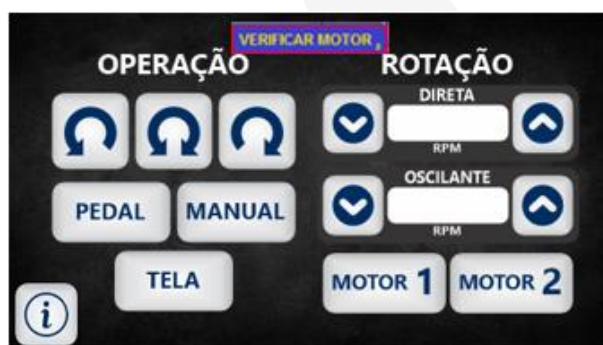 VERIFICAR MOTOR
OPERAÇÃO
ROTAÇÃO
DIRETA
RPM
OSCILANTE
RPM
PEDAL
MANUAL
TELA
MOTOR 1
MOTOR 2
i